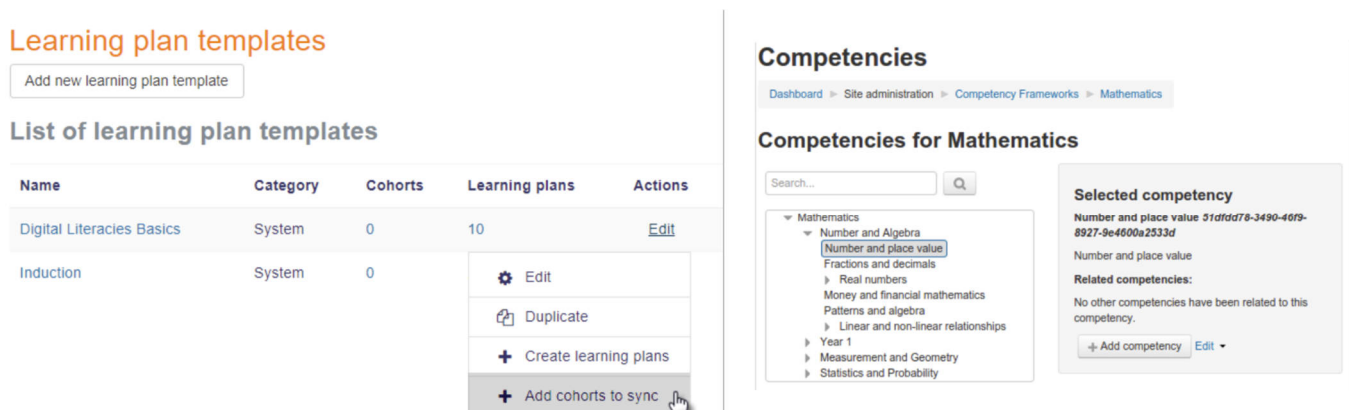 Learning plan templates
Add new learning plan template
List of learning plan templates
Name Category Cohorts Learning plans Actions
Digital Literacies Basics System 0 10 Edit
Induction System 0
Edit
Duplicate
Create learning plans
Add cohorts to sync
Competencies
Dashboard Site administration Competency Frameworks Mathematics
Competencies for Mathematics
Search...
Mathematics
Number and Algebra
Number and place value
Fractions and decimals
Real numbers
Money and financial mathematics
Patterns and algebra
Linear and non-linear relationships
Year 1
Measurement and Geometry
Statistics and Probability
Selected competency
Number and place value 51dfdd78-3490-46f9-
8927-9e4600a2533d
Number and place value
Related competencies:
No other competencies have been related to this
competency.
Add competency Edit